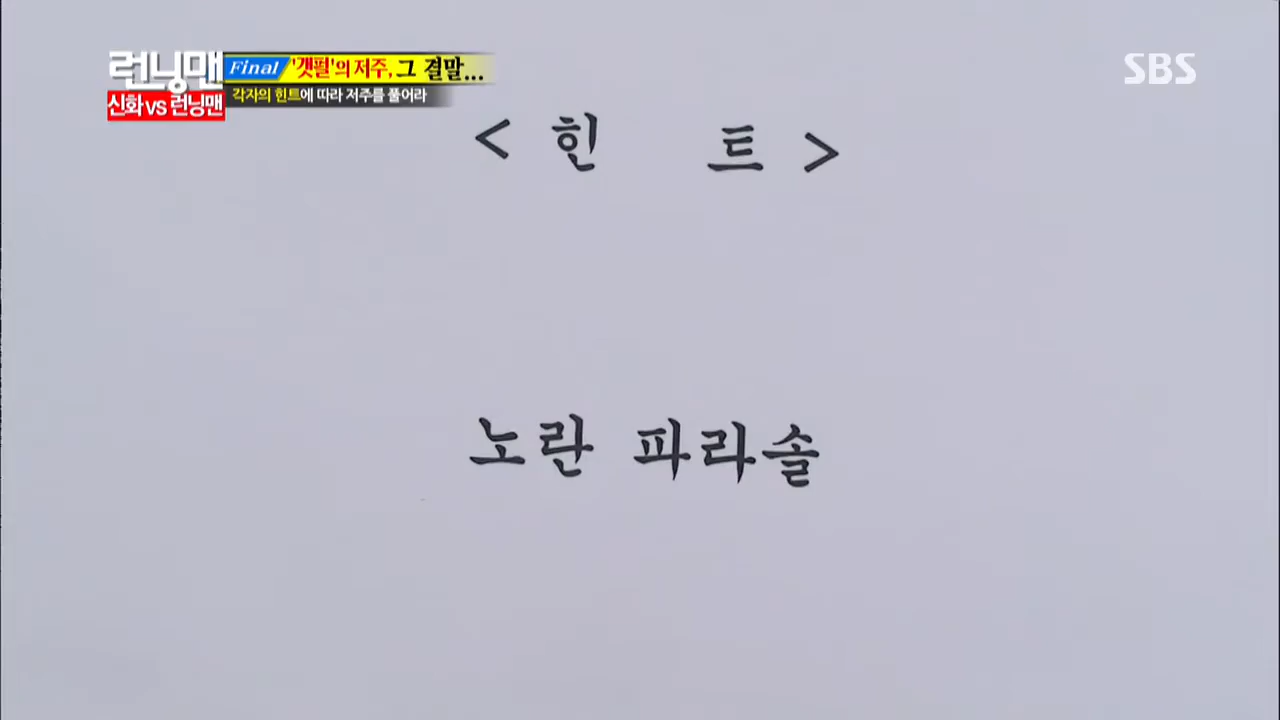 런닝맨
신화 vs 런닝맨
Final '갯펄'의 저주, 그 결말...
각자의 힌트에 따라 저주를 풀어라
SBS
< 힌 트 >
노란 파라솔